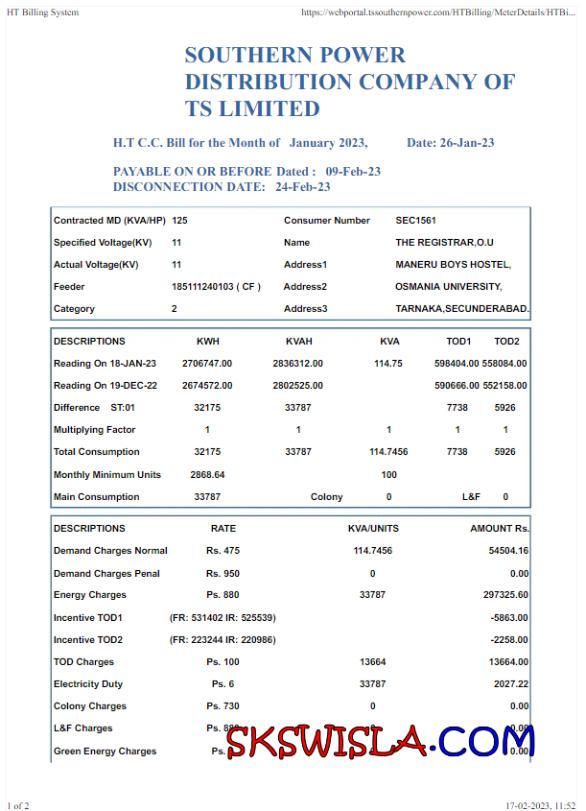 HT Billing System https://webportal.tssouthernpower.com/HTBilling/MeterDetails/HTBi...
SOUTHERN POWER
DISTRIBUTION COMPANY OF
TS LIMITED
H.T C.C. Bill for the Month of January 2023, Date: 26-Jan-23
PAYABLE ON OR BEFORE Dated : 09-Feb-23
DISCONNECTION DATE: 24-Feb-23
Contracted MD (KVA/HP) 125 Consumer Number SEC1561
Specified Voltage(KV) 11 Name THE REGISTRAR,O.U
Actual Voltage(KV) 11 Address1 MANERU BOYS HOSTEL,
Feeder 185111240103 ( CF ) Address2 OSMANIA UNIVERSITY,
Category 2 Address3 TARNAKA,SECUNDERABAD.
DESCRIPTIONS KWH KVAH KVA TOD1 TOD2
Reading On 18-JAN-23 2706747.00 2836312.00 114.75 598404.00 558084.00
Reading On 19-DEC-22 2674572.00 2802525.00 590666.00 552158.00
Difference ST:01 32175 33787 7738 5926
Multiplying Factor 1 1 1 1 1
Total Consumption 32175 33787 114.7456 7738 5926
Monthly Minimum Units 2868.64 100
Main Consumption 33787 Colony 0 L&F 0
DESCRIPTIONS RATE KVA/UNITS AMOUNT Rs.
Demand Charges Normal Rs. 475 114.7456 54504.16
Demand Charges Penal Rs. 950 0 0.00
Energy Charges Ps. 880 33787 297325.60
Incentive TOD1 (FR: 531402 IR: 525539) -5863.00
Incentive TOD2 (FR: 223244 IR: 220986) -2258.00
TOD Charges Ps. 100 13664 13664.00
Electricity Duty Ps. 6 33787 2027.22
Colony Charges Ps. 730 0 0.00
L&F Charges Ps. 0.00
Green Energy Charges Ps. 0.00
SKSWISLA.COM
1 of 2 17-02-2023, 11:52